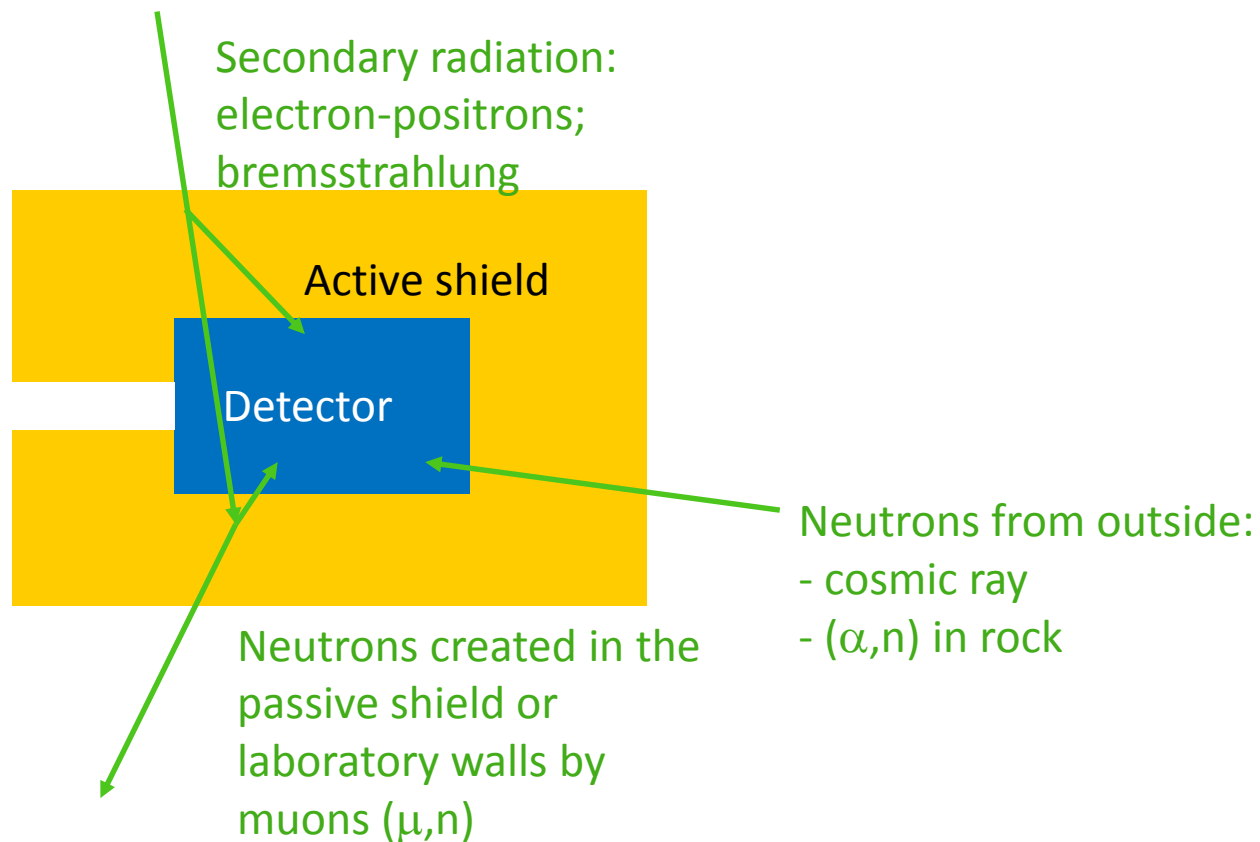 Secondary radiation:
electron-positrons;
bremsstrahlung
Active shield
Detector
Neutrons from outside:
- cosmic ray
- (α,n) in rock
Neutrons created in the
passive shield or
laboratory walls by
muons (μ,n)